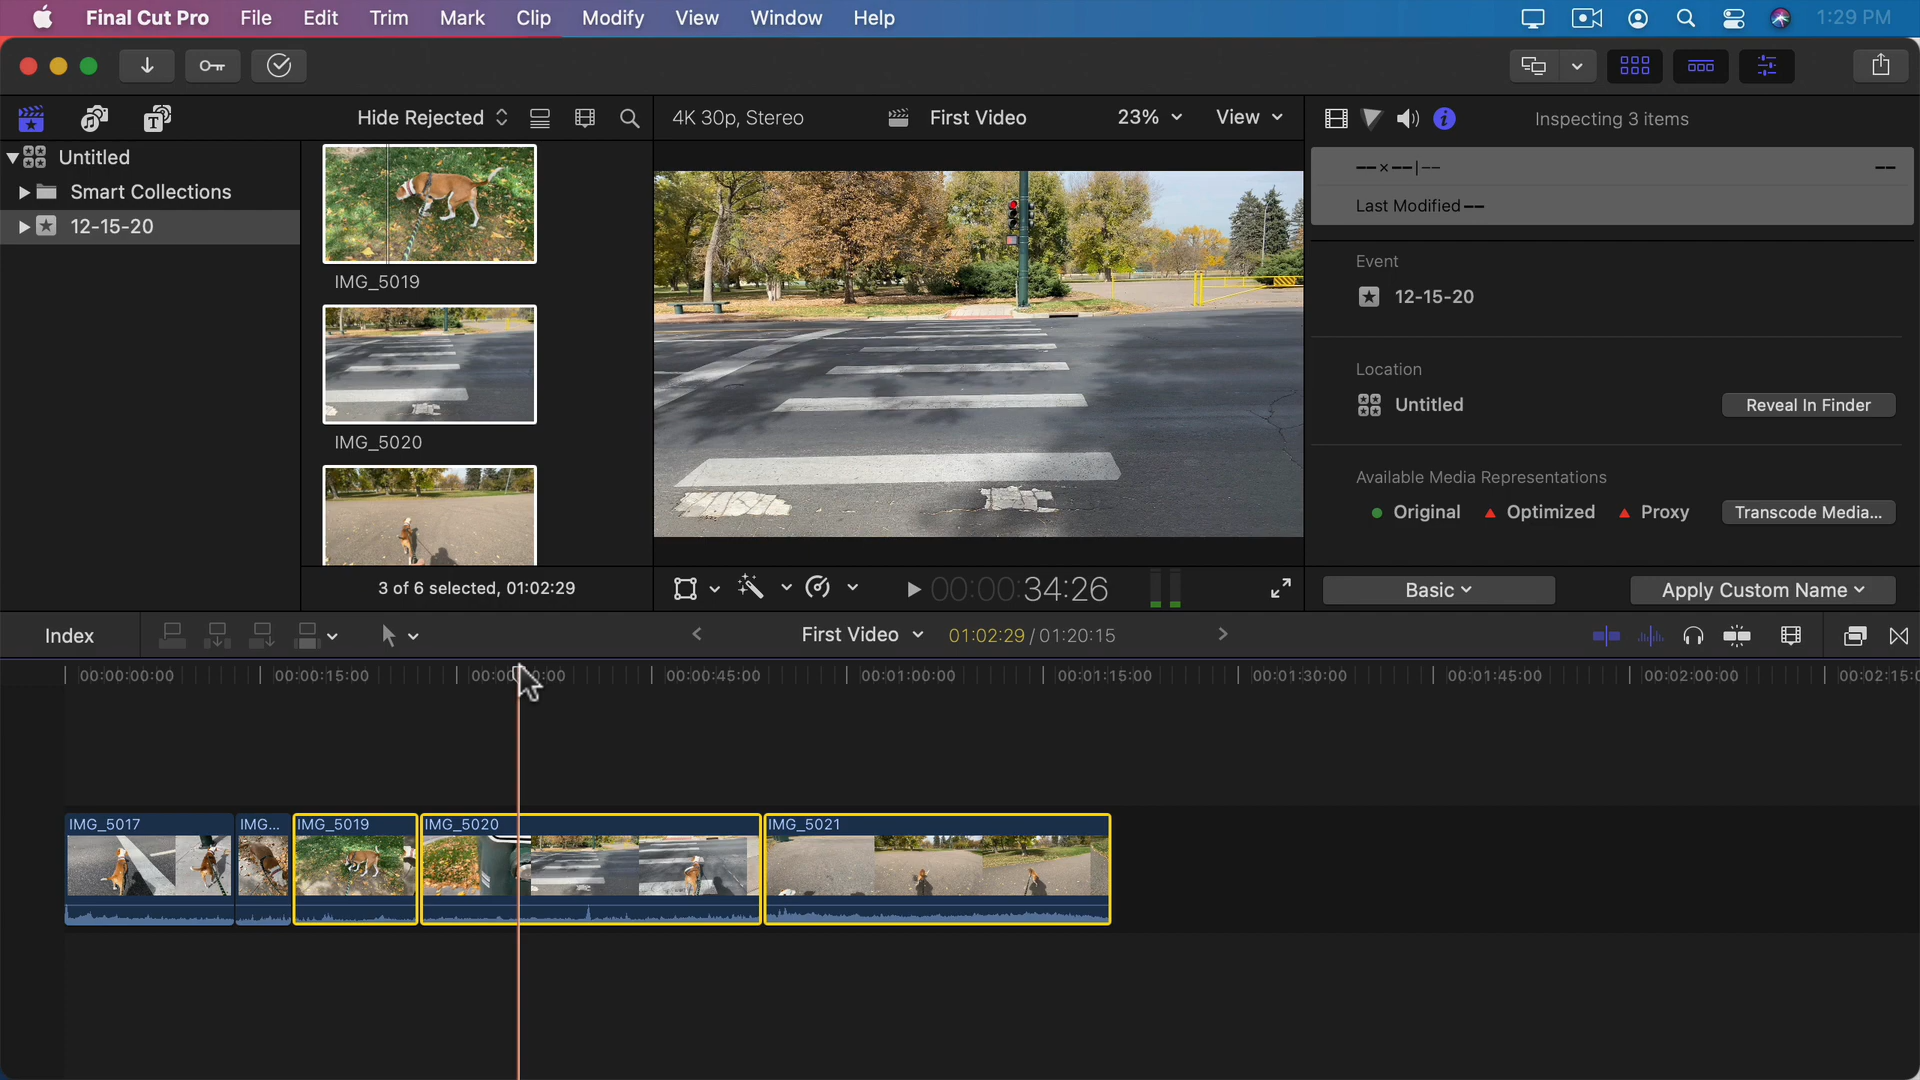 Final Cut Pro File Edit Trim Mark Clip Modify View Window Help 1:29 PM
Hide Rejected 4K 30p, Stereo First Video 23% View Inspecting 3 items
Untitled
Smart Collections
12-15-20
IMG_5019
IMG_5020
3 of 6 selected, 01:02:29
00:00:34:26
--×--|-- --
Last Modified --
Event
12-15-20
Location
Untitled Reveal In Finder
Available Media Representations
Original Optimized Proxy Transcode Media...
Basic Apply Custom Name
Index First Video 01:02:29 / 01:20:15
00:00:00:00 00:00:15:00 00:00:45:00 00:01:00:00 00:01:15:00 00:01:30:00 00:01:45:00 00:02:00:00
IMG_5017 IMG... IMG_5019 IMG_5020 IMG_5021